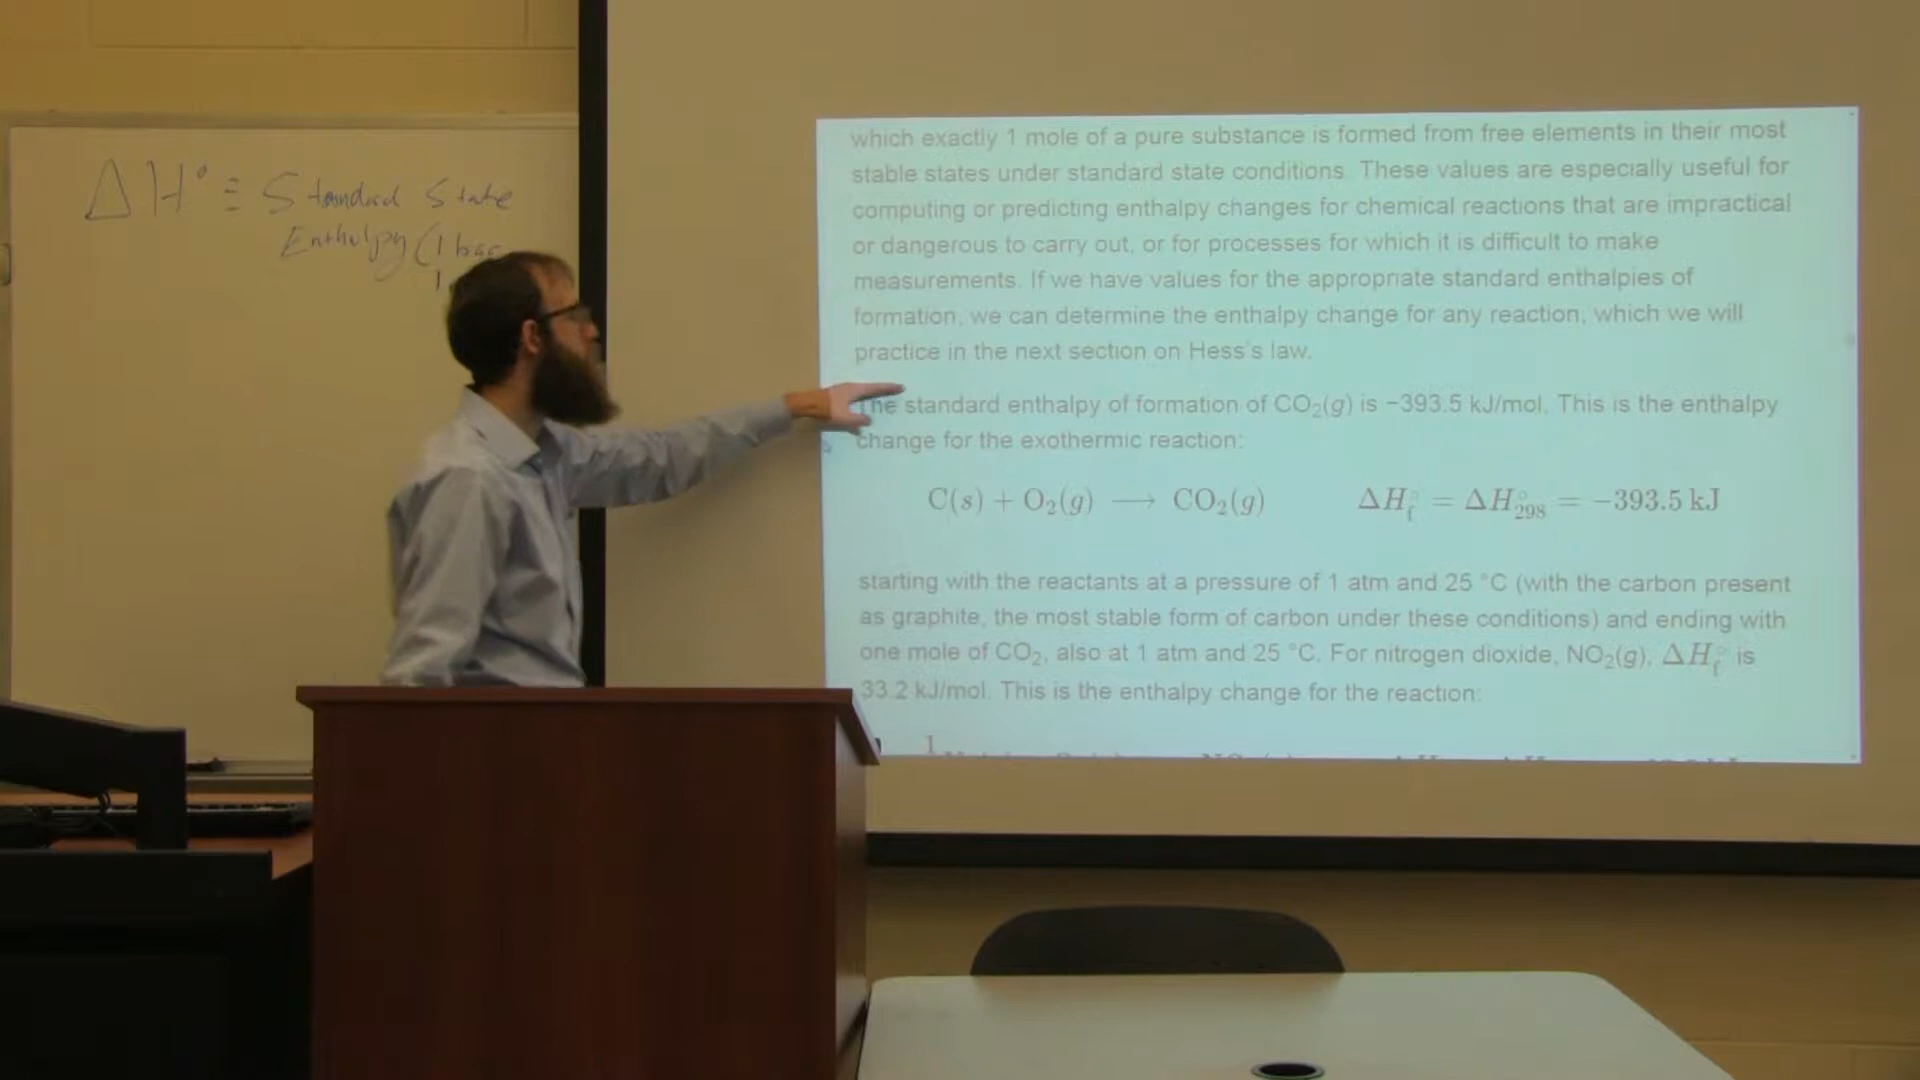 ΔH° ≡ Standard State
Enthalpy (1 bar
1
which exactly 1 mole of a pure substance is formed from free elements in their most
stable states under standard state conditions. These values are especially useful for
computing or predicting enthalpy changes for chemical reactions that are impractical
or dangerous to carry out, or for processes for which it is difficult to make
measurements. If we have values for the appropriate standard enthalpies of
formation, we can determine the enthalpy change for any reaction, which we will
practice in the next section on Hess's law.
The standard enthalpy of formation of CO₂(g) is −393.5 kJ/mol. This is the enthalpy
change for the exothermic reaction:
C(s) + O₂(g) ⟶ CO₂(g) ΔH°f = ΔH°298 = −393.5 kJ
starting with the reactants at a pressure of 1 atm and 25 °C (with the carbon present
as graphite, the most stable form of carbon under these conditions) and ending with
one mole of CO₂, also at 1 atm and 25 °C. For nitrogen dioxide, NO₂(g), ΔH°f is
33.2 kJ/mol. This is the enthalpy change for the reaction:
1